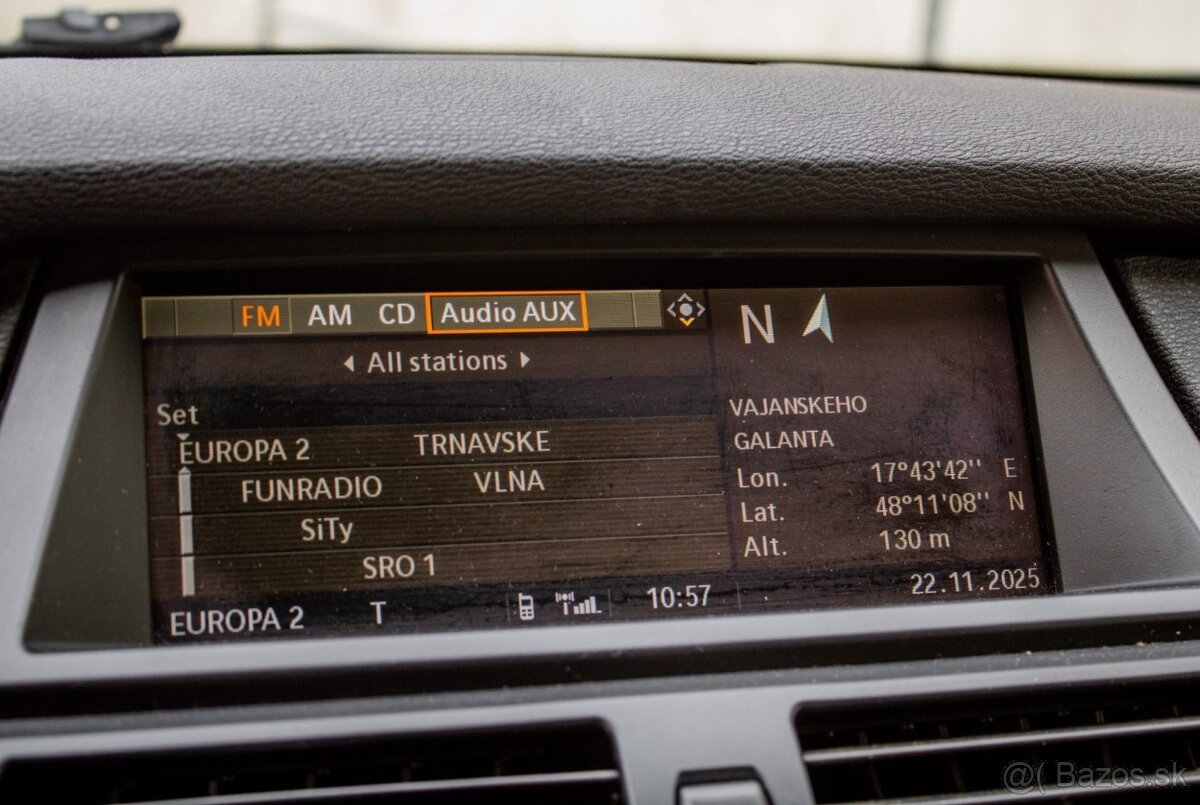 FM AM CD Audio AUX
All stations
Set
EUROPA 2 TRNAVSKE
FUNRADIO VLNA
SiTy
SRO 1
EUROPA 2 T 10:57
N
VAJANSKEHO
GALANTA
Lon. 17°43'42'' E
Lat. 48°11'08'' N
Alt. 130 m
22.11.2025
@( Bazos.sk